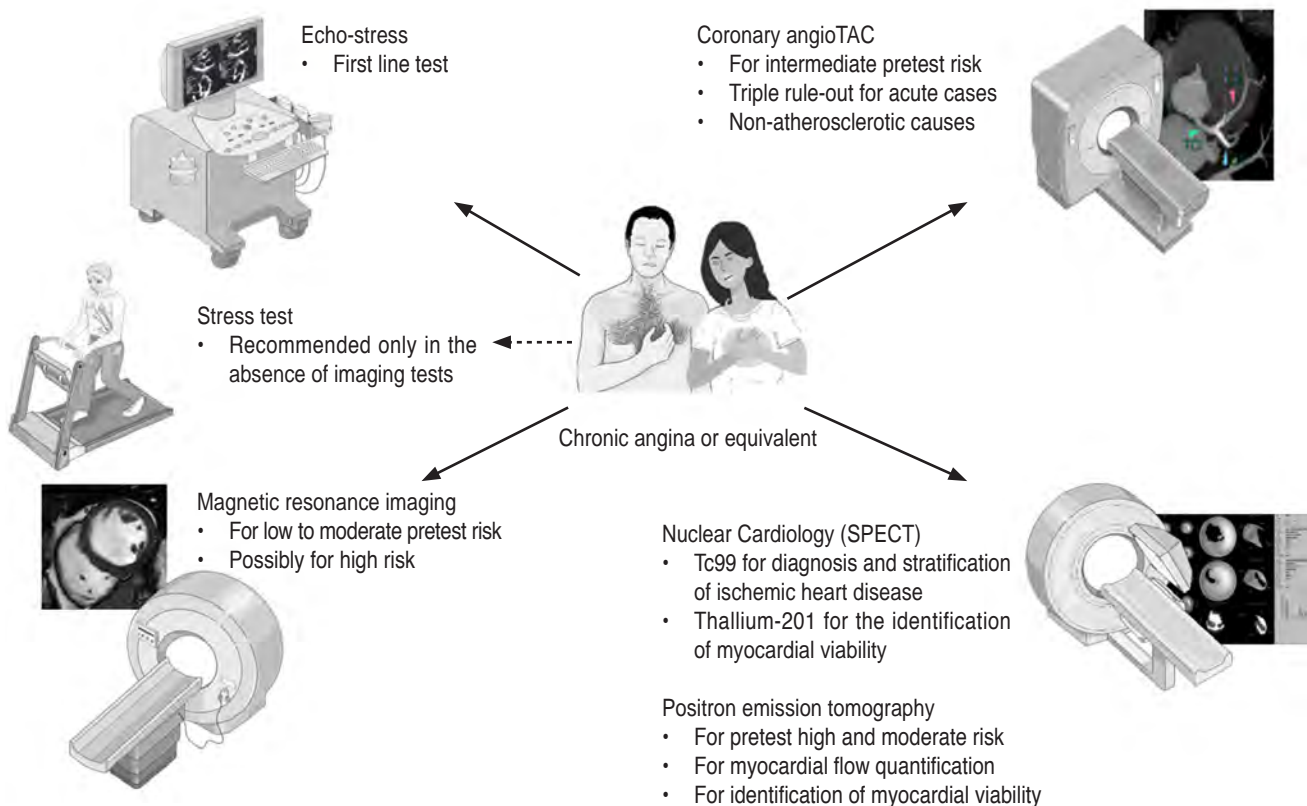 Echo-stress
• First line test
Coronary angioTAC
• For intermediate pretest risk
• Triple rule-out for acute cases
• Non-atherosclerotic causes
Stress test
• Recommended only in the
absence of imaging tests
Chronic angina or equivalent
Magnetic resonance imaging
• For low to moderate pretest risk
• Possibly for high risk
Nuclear Cardiology (SPECT)
• Tc99 for diagnosis and stratification
of ischemic heart disease
• Thallium-201 for the identification
of myocardial viability
Positron emission tomography
• For pretest high and moderate risk
• For myocardial flow quantification
• For identification of myocardial viability